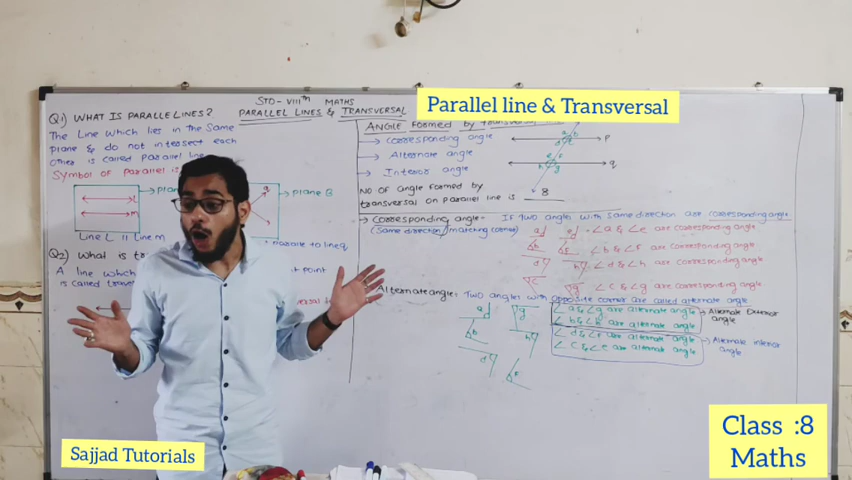 STD-VIIIth MATHS
PARALLEL LINES & TRANSVERSAL
Q1) WHAT IS PARALLE LINES?
The Line which lies in the Same
plane & do not intersect each
other is called parallel line
Symbol of parallel is
L
m
Line L || Line m
plane B
Q2) What is
A line which
point
is called
Parallel line & Transversal
ANGLE formed by
→ Corresponding angle
→ Alternate angle
→ Interior angle
P
q
NO of angle formed by
transversal on parallel line is 8
→ Corresponding angle- If two angles with same direction are corresponding angle
(Same direction/matching corner)
∠a & ∠e are corresponding angle
∠b & ∠f are corresponding angle
∠d & ∠h are corresponding angle
∠c & ∠g are corresponding angle
Alternate angle: Two angles with opposite corner are called alternate angle
∠a & ∠g are alternate angle
∠b & ∠h are alternate angle
→ Alternate Exterior
angle
∠d & ∠f are alternate angle
∠c & ∠e are alternate angle
→ Alternate interior
angle
Sajjad Tutorials
Class :8
Maths